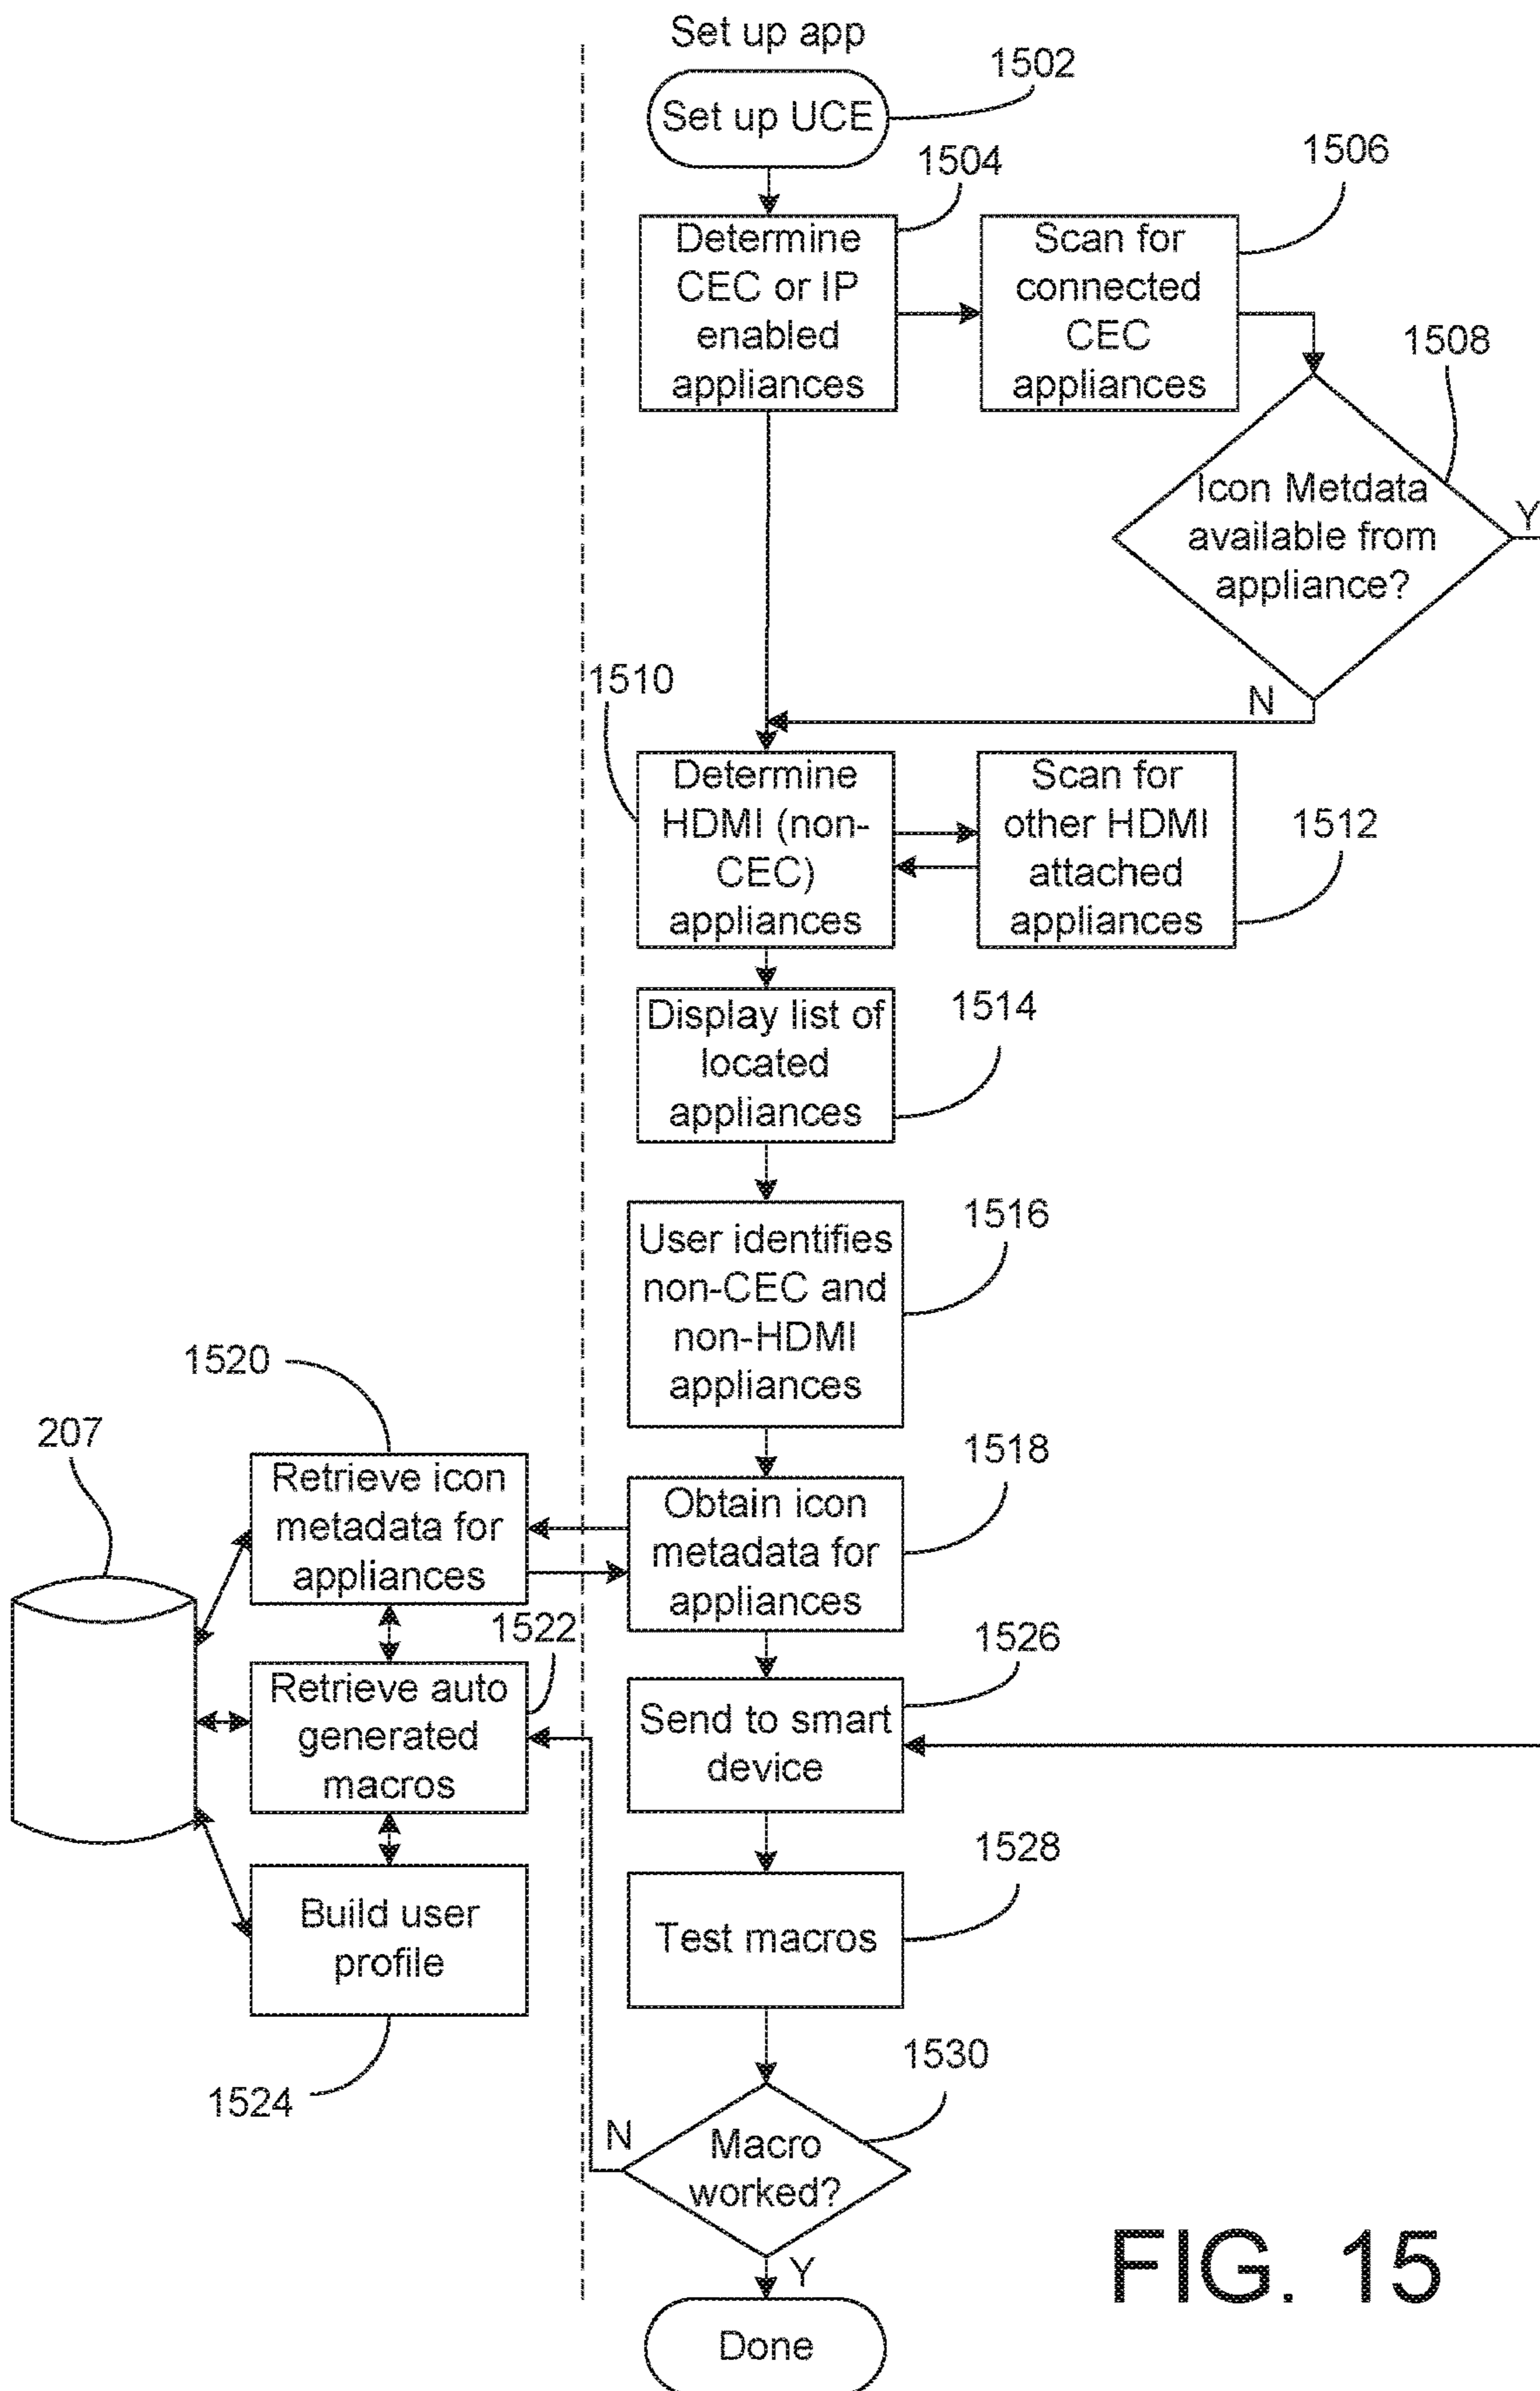 Set up app
Set up UCE
1502
1504
1506
Determine
CEC or IP
enabled
appliances
Scan for
connected
CEC
appliances
1508
Icon Metdata
available from
appliance?
Y
N
1510
Determine
HDMI (non-
CEC)
appliances
Scan for
other HDMI
attached
appliances
1512
Display list of
located
appliances
1514
User identifies
non-CEC and
non-HDMI
appliances
1516
1520
207
Retrieve icon
metadata for
appliances
Obtain icon
metadata for
appliances
1518
1522
Retrieve auto
generated
macros
Send to smart
device
1526
Build user
profile
1524
Test macros
1528
Macro
worked?
1530
N
Y
Done
FIG. 15